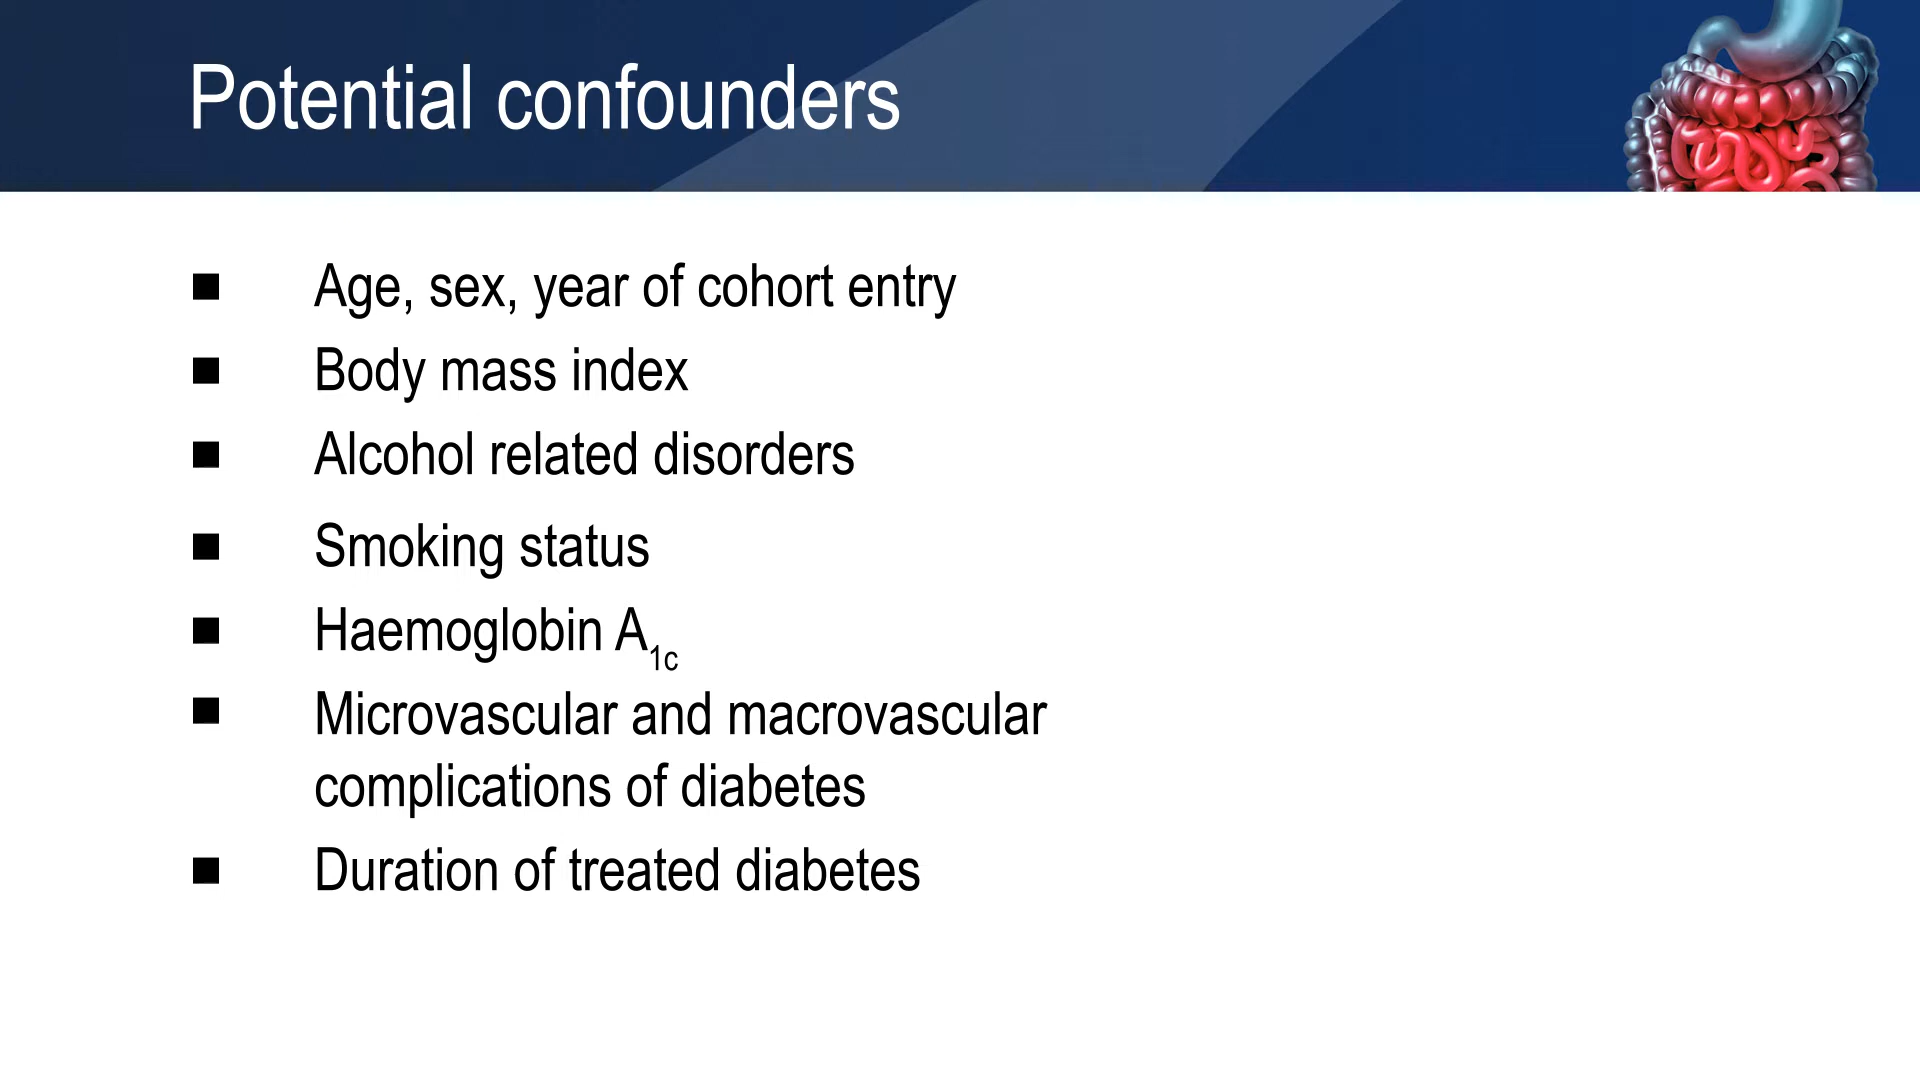 Potential confounders
■ Age, sex, year of cohort entry
■ Body mass index
■ Alcohol related disorders
■ Smoking status
■ Haemoglobin A1c
■ Microvascular and macrovascular
complications of diabetes
■ Duration of treated diabetes